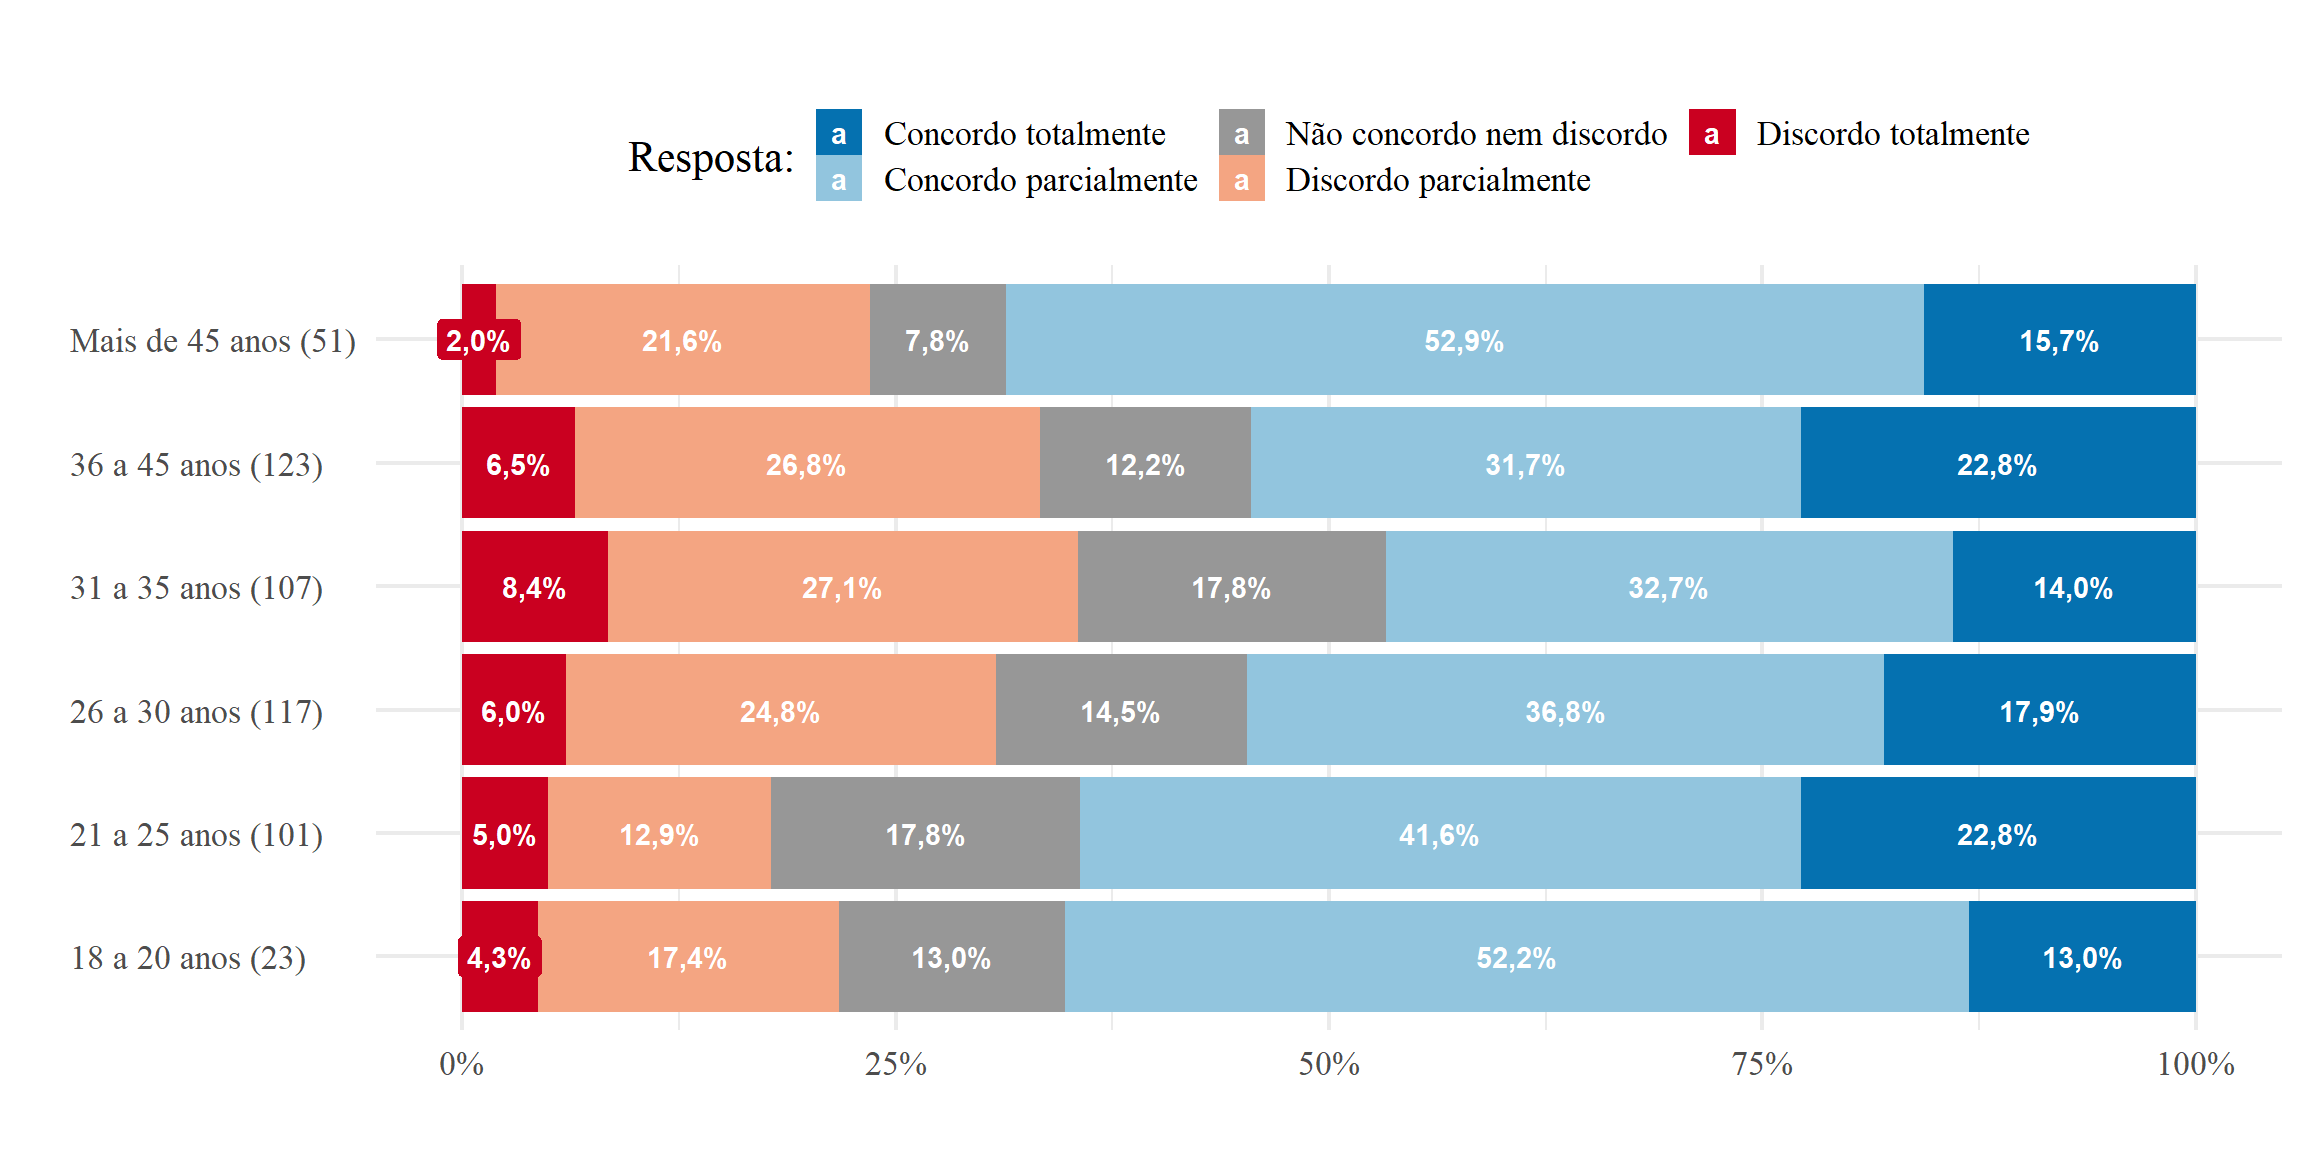 Resposta:
a Concordo totalmente
a Concordo parcialmente
a Não concordo nem discordo
a Discordo parcialmente
a Discordo totalmente
Mais de 45 anos (51) 2,0% 21,6% 7,8% 52,9% 15,7%
36 a 45 anos (123) 6,5% 26,8% 12,2% 31,7% 22,8%
31 a 35 anos (107) 8,4% 27,1% 17,8% 32,7% 14,0%
26 a 30 anos (117) 6,0% 24,8% 14,5% 36,8% 17,9%
21 a 25 anos (101) 5,0% 12,9% 17,8% 41,6% 22,8%
18 a 20 anos (23) 4,3% 17,4% 13,0% 52,2% 13,0%
0% 25% 50% 75% 100%